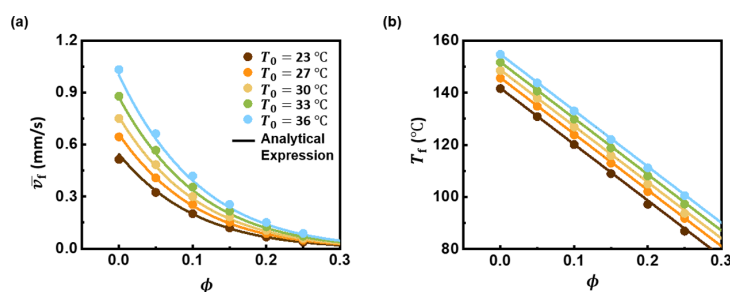 (a)
(b)
1.2
0.9
0.6
0.3
0.0
v̄f (mm/s)
T0 = 23 °C
T0 = 27 °C
T0 = 30 °C
T0 = 33 °C
T0 = 36 °C
Analytical
Expression
0.0 0.1 0.2 0.3
ϕ
160
140
120
100
80
Tf (°C)
0.0 0.1 0.2 0.3
ϕ